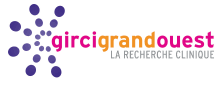 gircigrandouest
LA RECHERCHE CLINIQUE